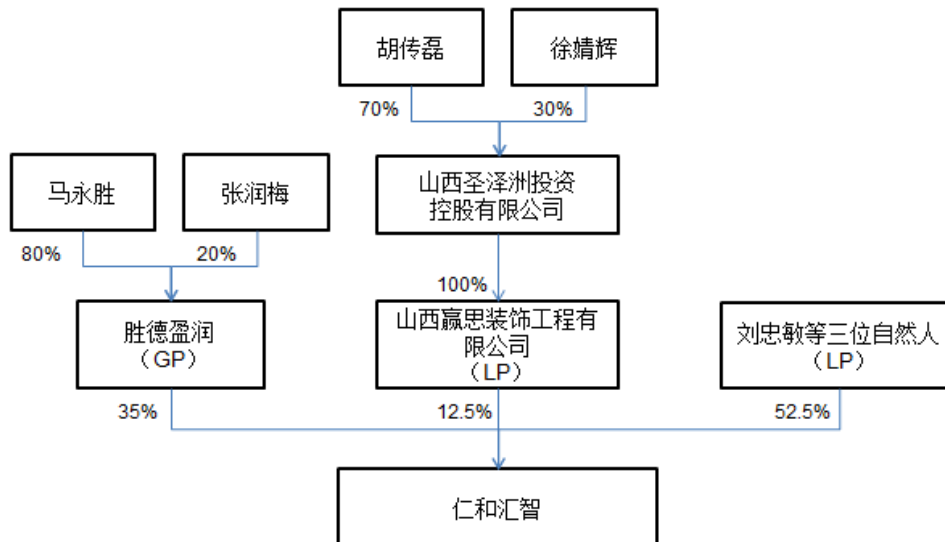 胡传磊
徐婧辉
70%
30%
马永胜
张润梅
山西圣泽洲投资
控股有限公司
80%
20%
100%
胜德盈润
（GP）
山西赢思装饰工程有
限公司
（LP）
刘忠敏等三位自然人
（LP）
35%
12.5%
52.5%
仁和汇智